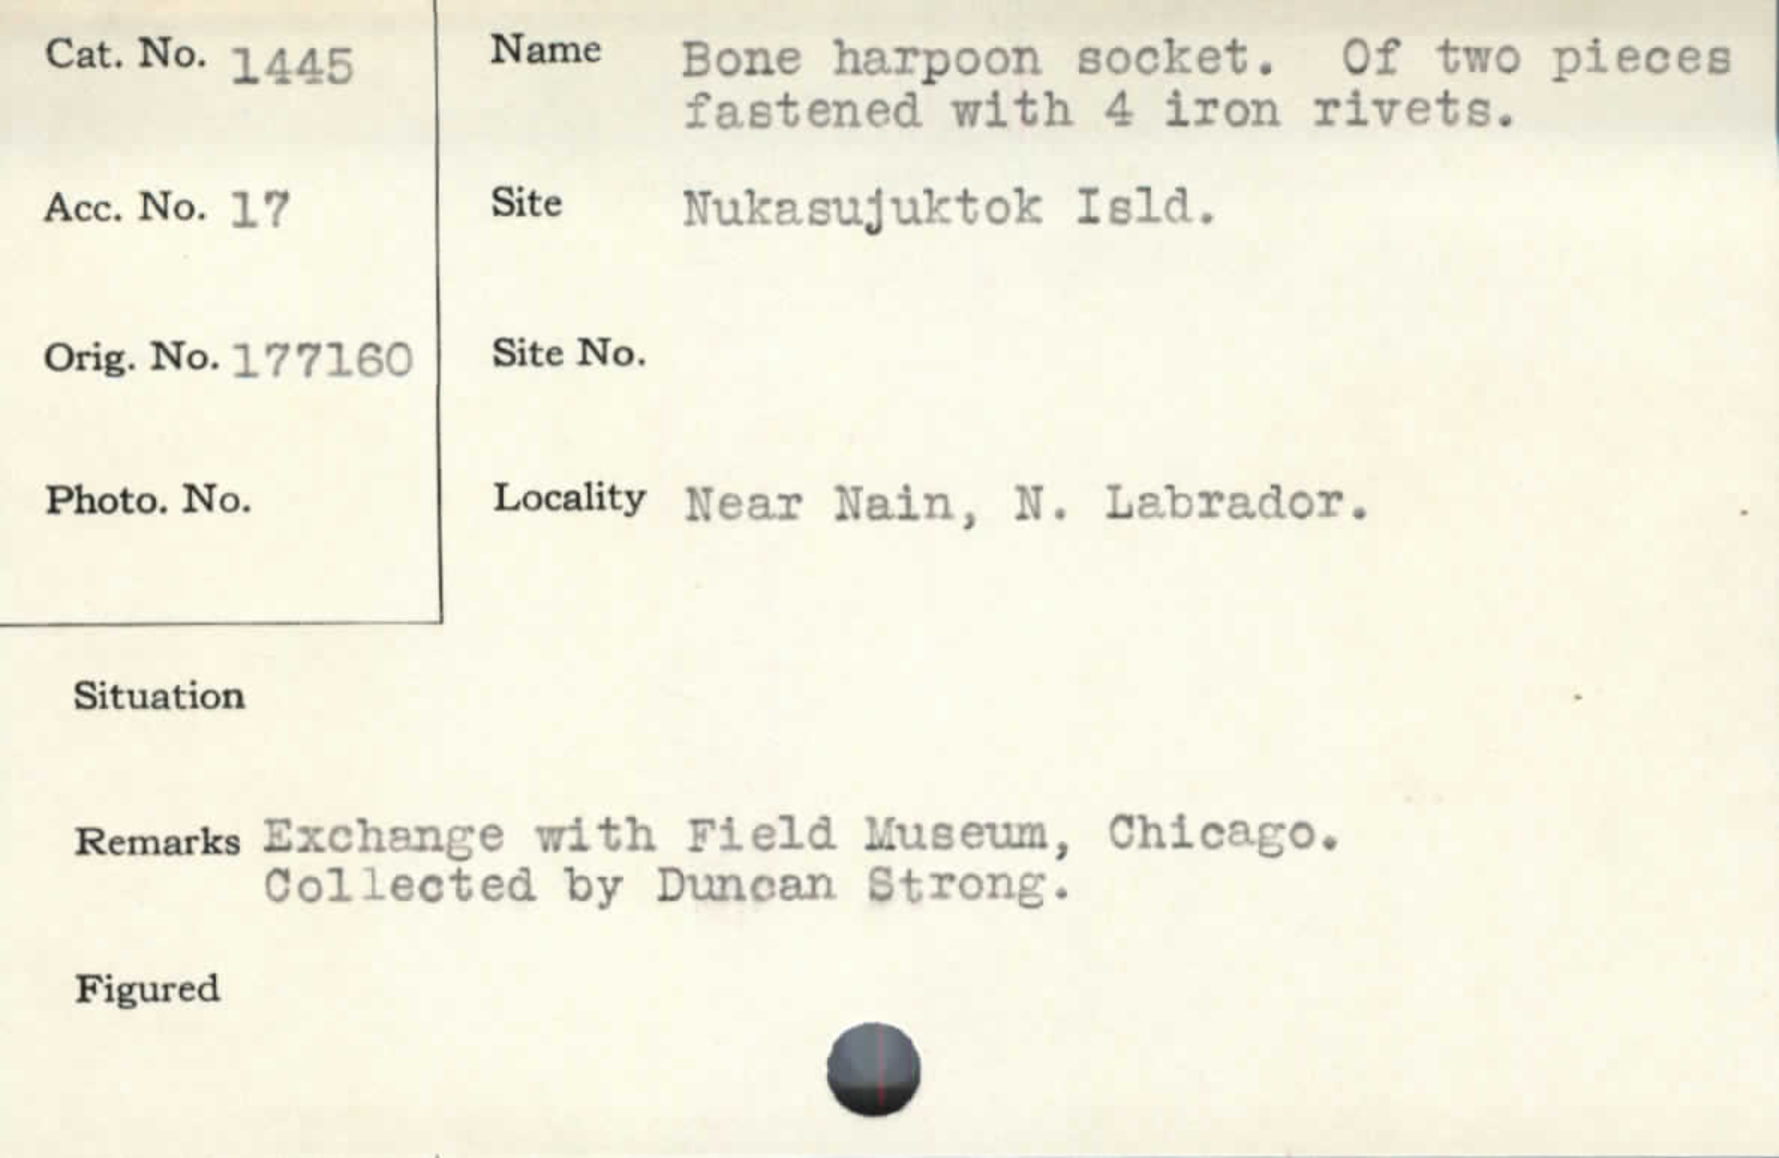 Cat. No. 1445
Name Bone harpoon socket. Of two pieces
fastened with 4 iron rivets.
Acc. No. 17
Site Nukasujuktok Isld.
Orig. No. 177160
Site No.
Photo. No.
Locality Near Nain, N. Labrador.
Situation
Remarks Exchange with Field Museum, Chicago.
Collected by Duncan Strong.
Figured